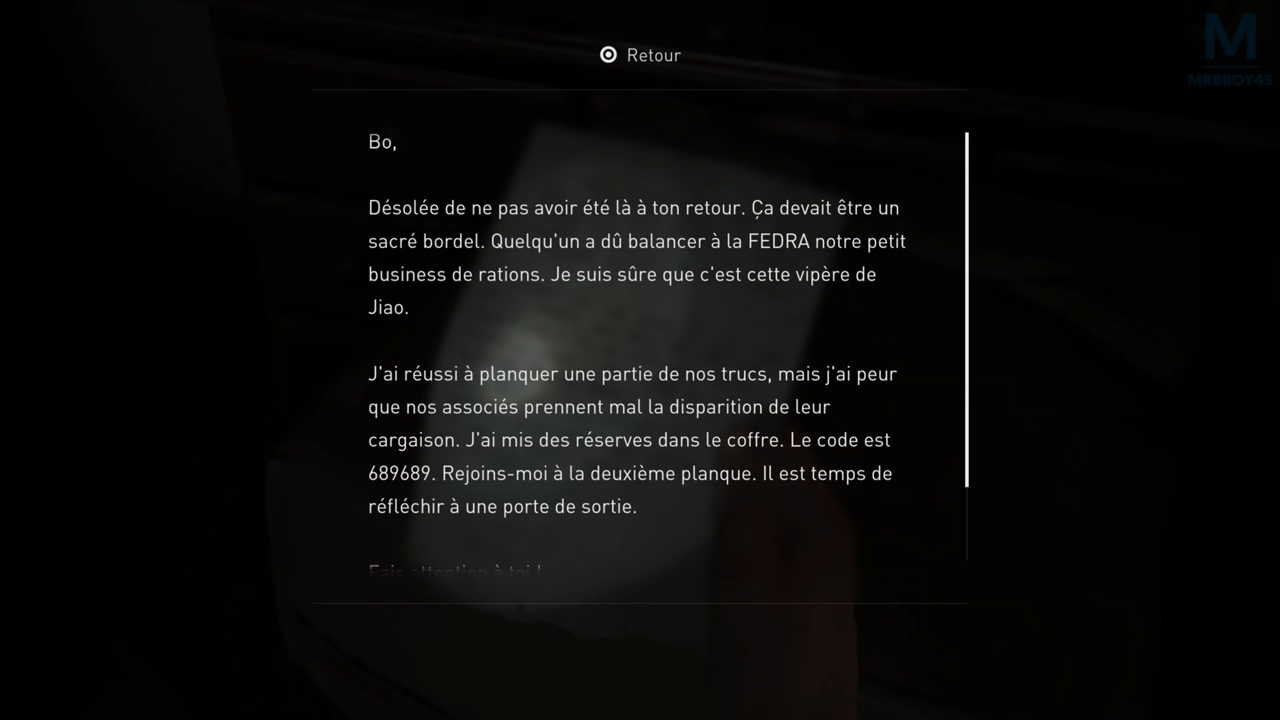 Retour
M
MRBBOY45
Bo,
Désolée de ne pas avoir été là à ton retour. Ça devait être un
sacré bordel. Quelqu'un a dû balancer à la FEDRA notre petit
business de rations. Je suis sûre que c'est cette vipère de
Jiao.
J'ai réussi à planquer une partie de nos trucs, mais j'ai peur
que nos associés prennent mal la disparition de leur
cargaison. J'ai mis des réserves dans le coffre. Le code est
689689. Rejoins-moi à la deuxième planque. Il est temps de
réfléchir à une porte de sortie.
Fais attention à toi !